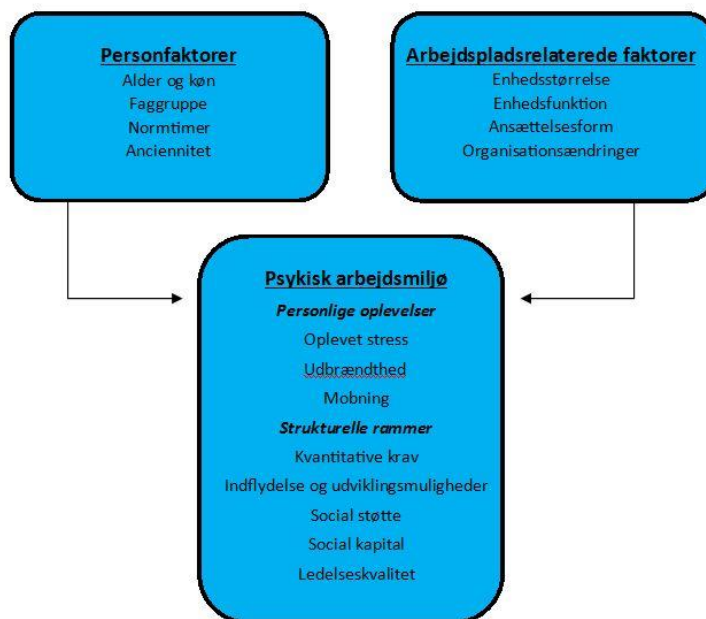 Personfaktorer
Alder og køn
Faggruppe
Normtimer
Anciennitet
Arbejdspladsrelaterede faktorer
Enhedsstørrelse
Enhedsfunktion
Ansættelsesform
Organisationsændringer
Psykisk arbejdsmiljø
Personlige oplevelser
Oplevet stress
Udbrændthed
Mobning
Strukturelle rammer
Kvantitative krav
Indflydelse og udviklingsmuligheder
Social støtte
Social kapital
Ledelseskvalitet